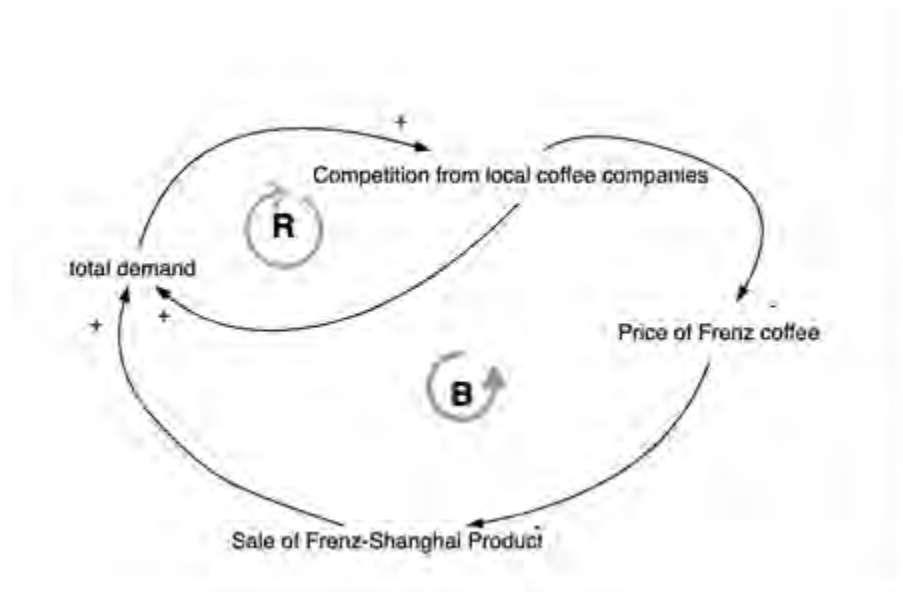 +
Competition from local coffee companies
R
total demand
+
+
-
Price of Frenz coffee
B
Sale of Frenz-Shanghai Product